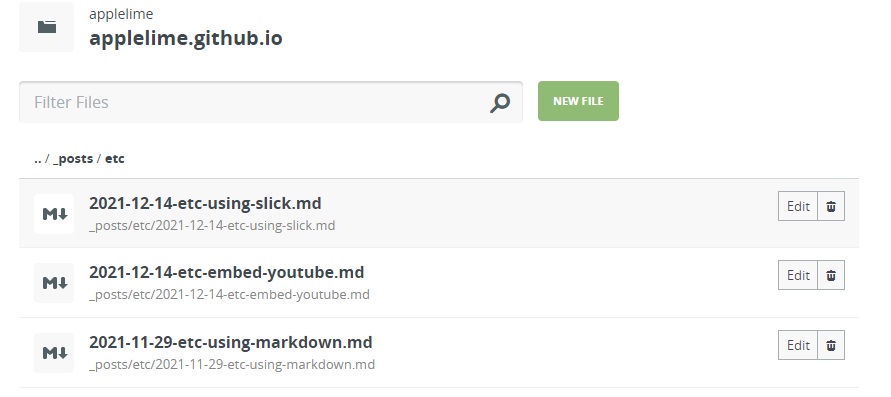 applelime
applelime.github.io
Filter Files
NEW FILE
.. / _posts / etc
M
2021-12-14-etc-using-slick.md
_posts/etc/2021-12-14-etc-using-slick.md
Edit
M
2021-12-14-etc-embed-youtube.md
_posts/etc/2021-12-14-etc-embed-youtube.md
Edit
M
2021-11-29-etc-using-markdown.md
_posts/etc/2021-11-29-etc-using-markdown.md
Edit